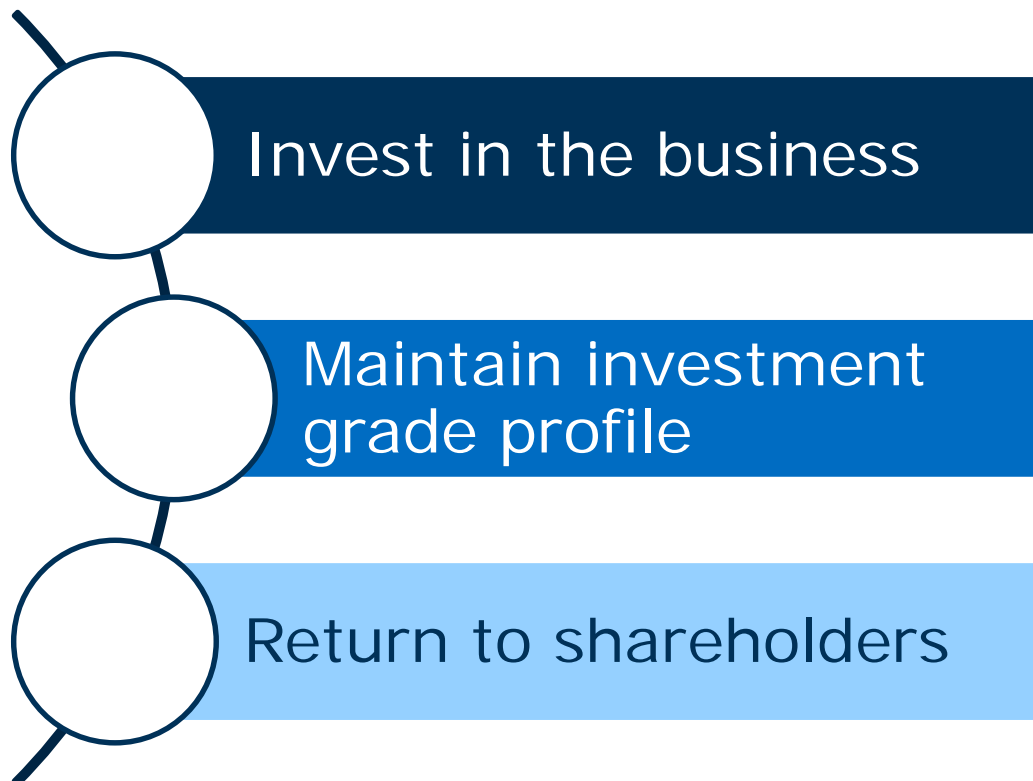 Invest in the business
Maintain investment
grade profile
Return to shareholders